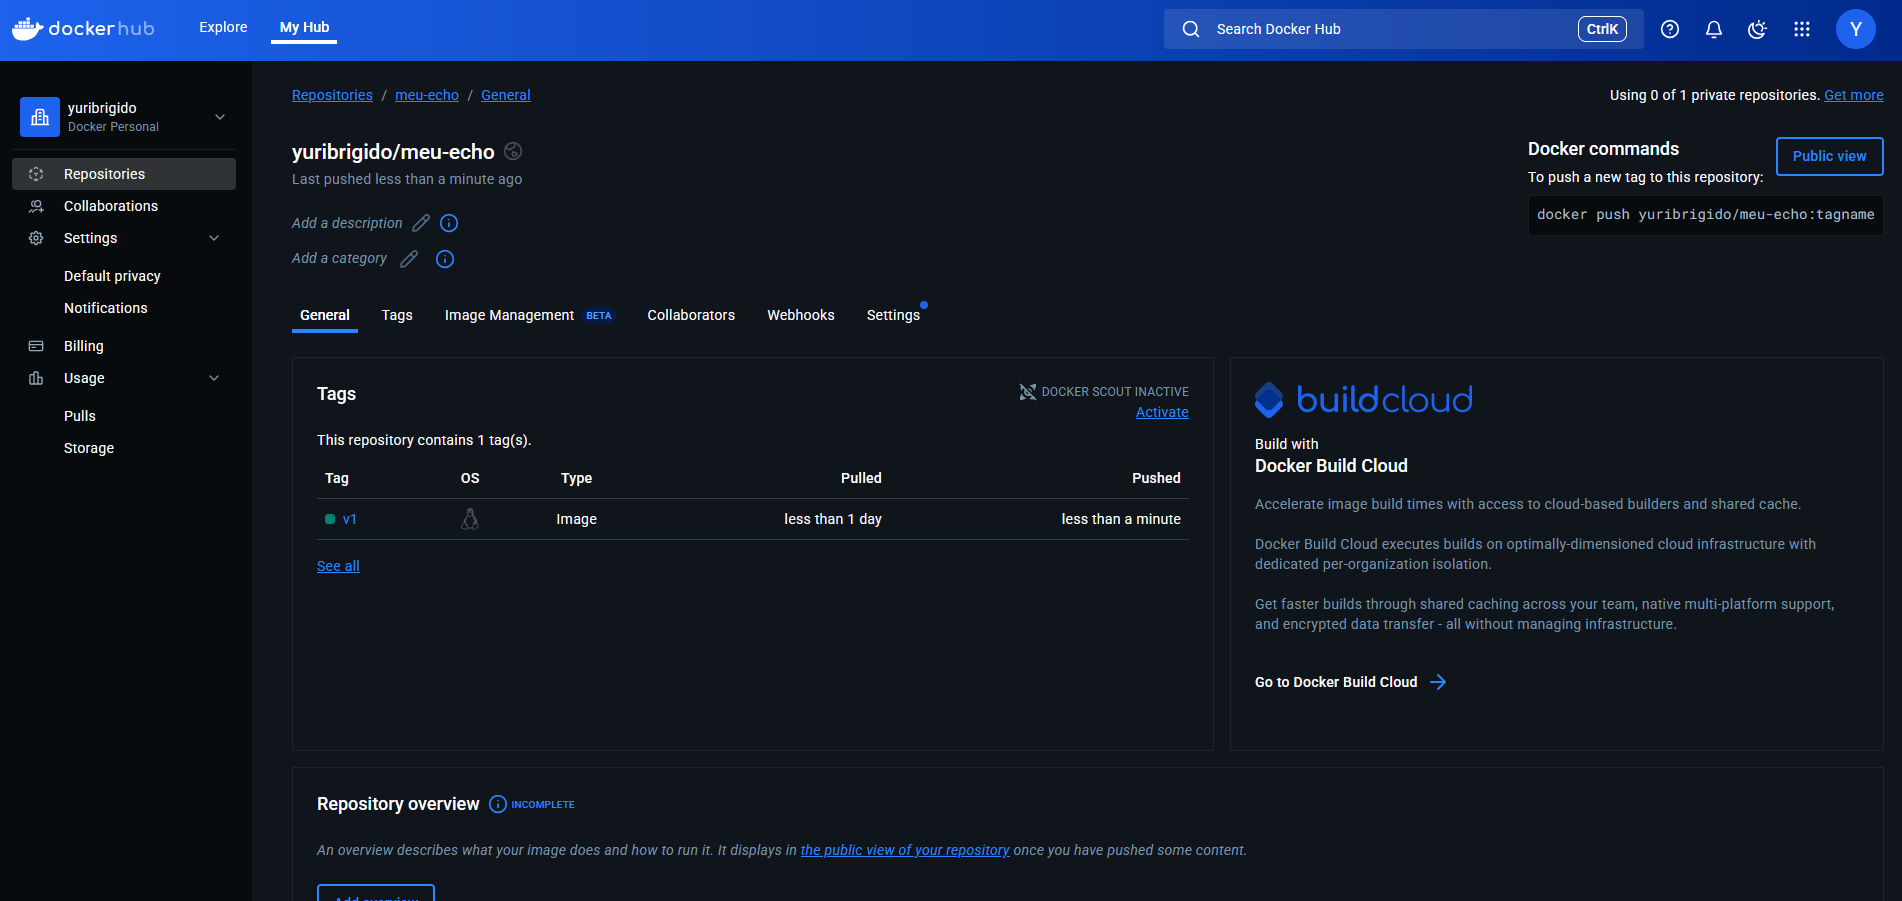 dockerhub
Explore
My Hub
Search Docker Hub
CtrlK
Y
yuribrigido
Docker Personal
Repositories
Collaborations
Settings
Default privacy
Notifications
Billing
Usage
Pulls
Storage
Repositories / meu-echo / General
Using 0 of 1 private repositories. Get more
yuribrigido/meu-echo
Last pushed less than a minute ago
Add a description
Add a category
Docker commands
Public view
To push a new tag to this repository:
docker push yuribrigido/meu-echo:tagname
General
Tags
Image Management BETA
Collaborators
Webhooks
Settings
Tags
DOCKER SCOUT INACTIVE
Activate
This repository contains 1 tag(s).
Tag OS Type Pulled Pushed
v1 Image less than 1 day less than a minute
See all
buildcloud
Build with
Docker Build Cloud
Accelerate image build times with access to cloud-based builders and shared cache.
Docker Build Cloud executes builds on optimally-dimensioned cloud infrastructure with
dedicated per-organization isolation.
Get faster builds through shared caching across your team, native multi-platform support,
and encrypted data transfer - all without managing infrastructure.
Go to Docker Build Cloud
Repository overview
INCOMPLETE
An overview describes what your image does and how to run it. It displays in the public view of your repository once you have pushed some content.
Add overview